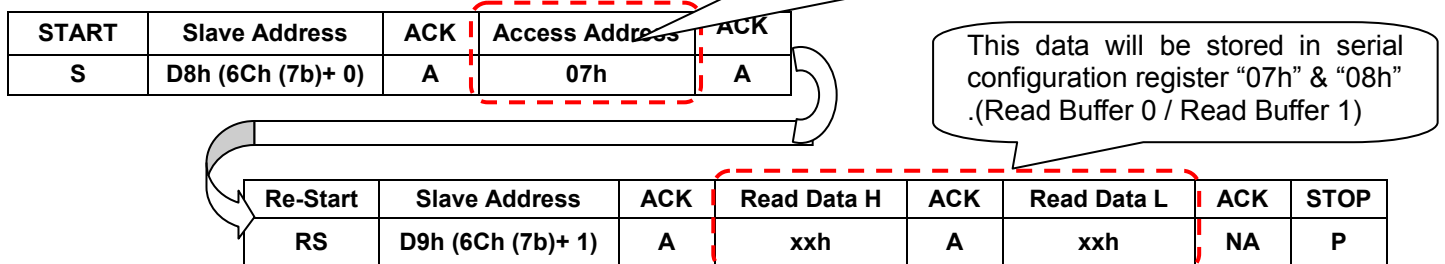 START Slave Address ACK Access Address ACK
S D8h (6Ch (7b)+ 0) A 07h A
This data will be stored in serial
configuration register “07h” & “08h”
.(Read Buffer 0 / Read Buffer 1)
Re-Start Slave Address ACK Read Data H ACK Read Data L ACK STOP
RS D9h (6Ch (7b)+ 1) A xxh A xxh NA P